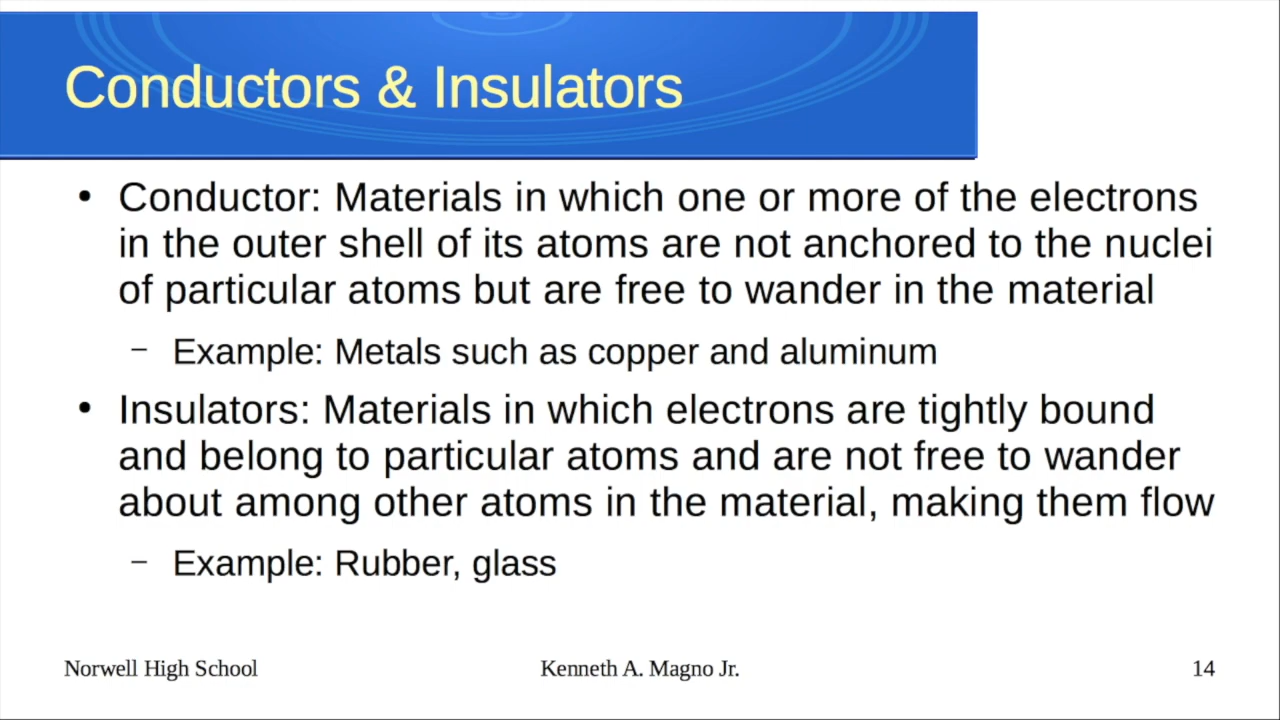 Conductors & Insulators
• Conductor: Materials in which one or more of the electrons
in the outer shell of its atoms are not anchored to the nuclei
of particular atoms but are free to wander in the material
– Example: Metals such as copper and aluminum
• Insulators: Materials in which electrons are tightly bound
and belong to particular atoms and are not free to wander
about among other atoms in the material, making them flow
– Example: Rubber, glass
Norwell High School Kenneth A. Magno Jr. 14